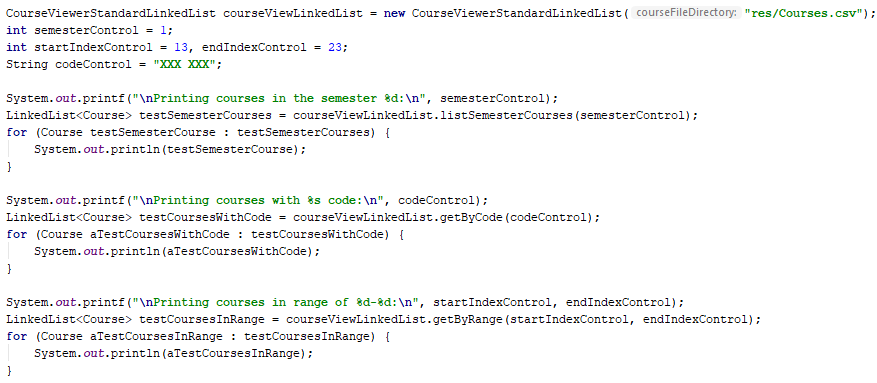 CourseViewerStandardLinkedList courseViewLinkedList = new CourseViewerStandardLinkedList( courseFileDirectory: "res/Courses.csv");
int semesterControl = 1;
int startIndexControl = 13, endIndexControl = 23;
String codeControl = "XXX XXX";

System.out.printf("\nPrinting courses in the semester %d:\n", semesterControl);
LinkedList<Course> testSemesterCourses = courseViewLinkedList.listSemesterCourses(semesterControl);
for (Course testSemesterCourse : testSemesterCourses) {
    System.out.println(testSemesterCourse);
}

System.out.printf("\nPrinting courses with %s code:\n", codeControl);
LinkedList<Course> testCoursesWithCode = courseViewLinkedList.getByCode(codeControl);
for (Course aTestCoursesWithCode : testCoursesWithCode) {
    System.out.println(aTestCoursesWithCode);
}

System.out.printf("\nPrinting courses in range of %d-%d:\n", startIndexControl, endIndexControl);
LinkedList<Course> testCoursesInRange = courseViewLinkedList.getByRange(startIndexControl, endIndexControl);
for (Course aTestCoursesInRange : testCoursesInRange) {
    System.out.println(aTestCoursesInRange);
}